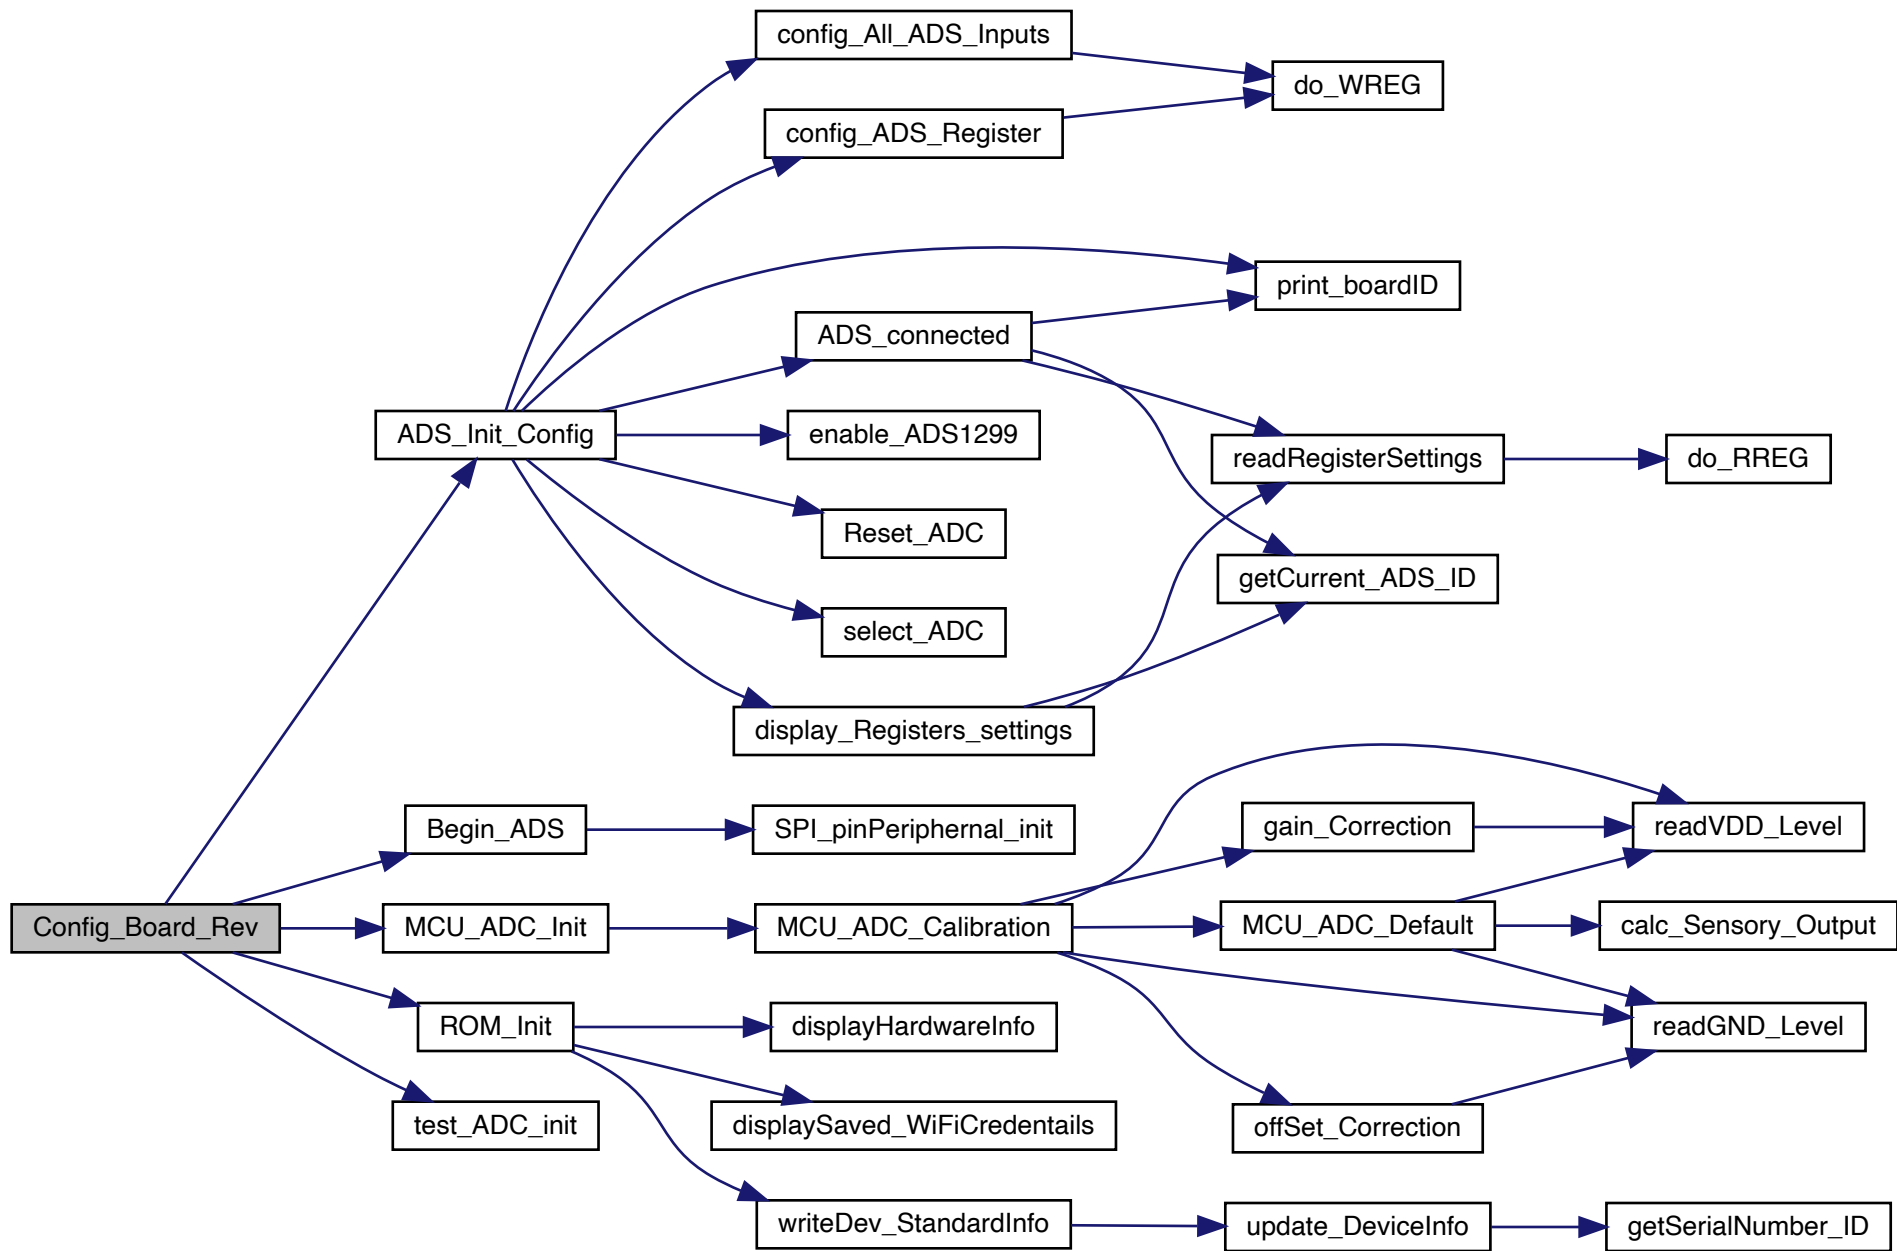 config_All_ADS_Inputs
do_WREG
config_ADS_Register
print_boardID
ADS_connected
ADS_Init_Config
enable_ADS1299
readRegisterSettings
do_RREG
Reset_ADC
getCurrent_ADS_ID
select_ADC
display_Registers_settings
Begin_ADS
SPI_pinPeriphernal_init
gain_Correction
readVDD_Level
Config_Board_Rev
MCU_ADC_Init
MCU_ADC_Calibration
MCU_ADC_Default
calc_Sensory_Output
ROM_Init
displayHardwareInfo
readGND_Level
test_ADC_init
displaySaved_WiFiCredentails
offSet_Correction
writeDev_StandardInfo
update_DeviceInfo
getSerialNumber_ID